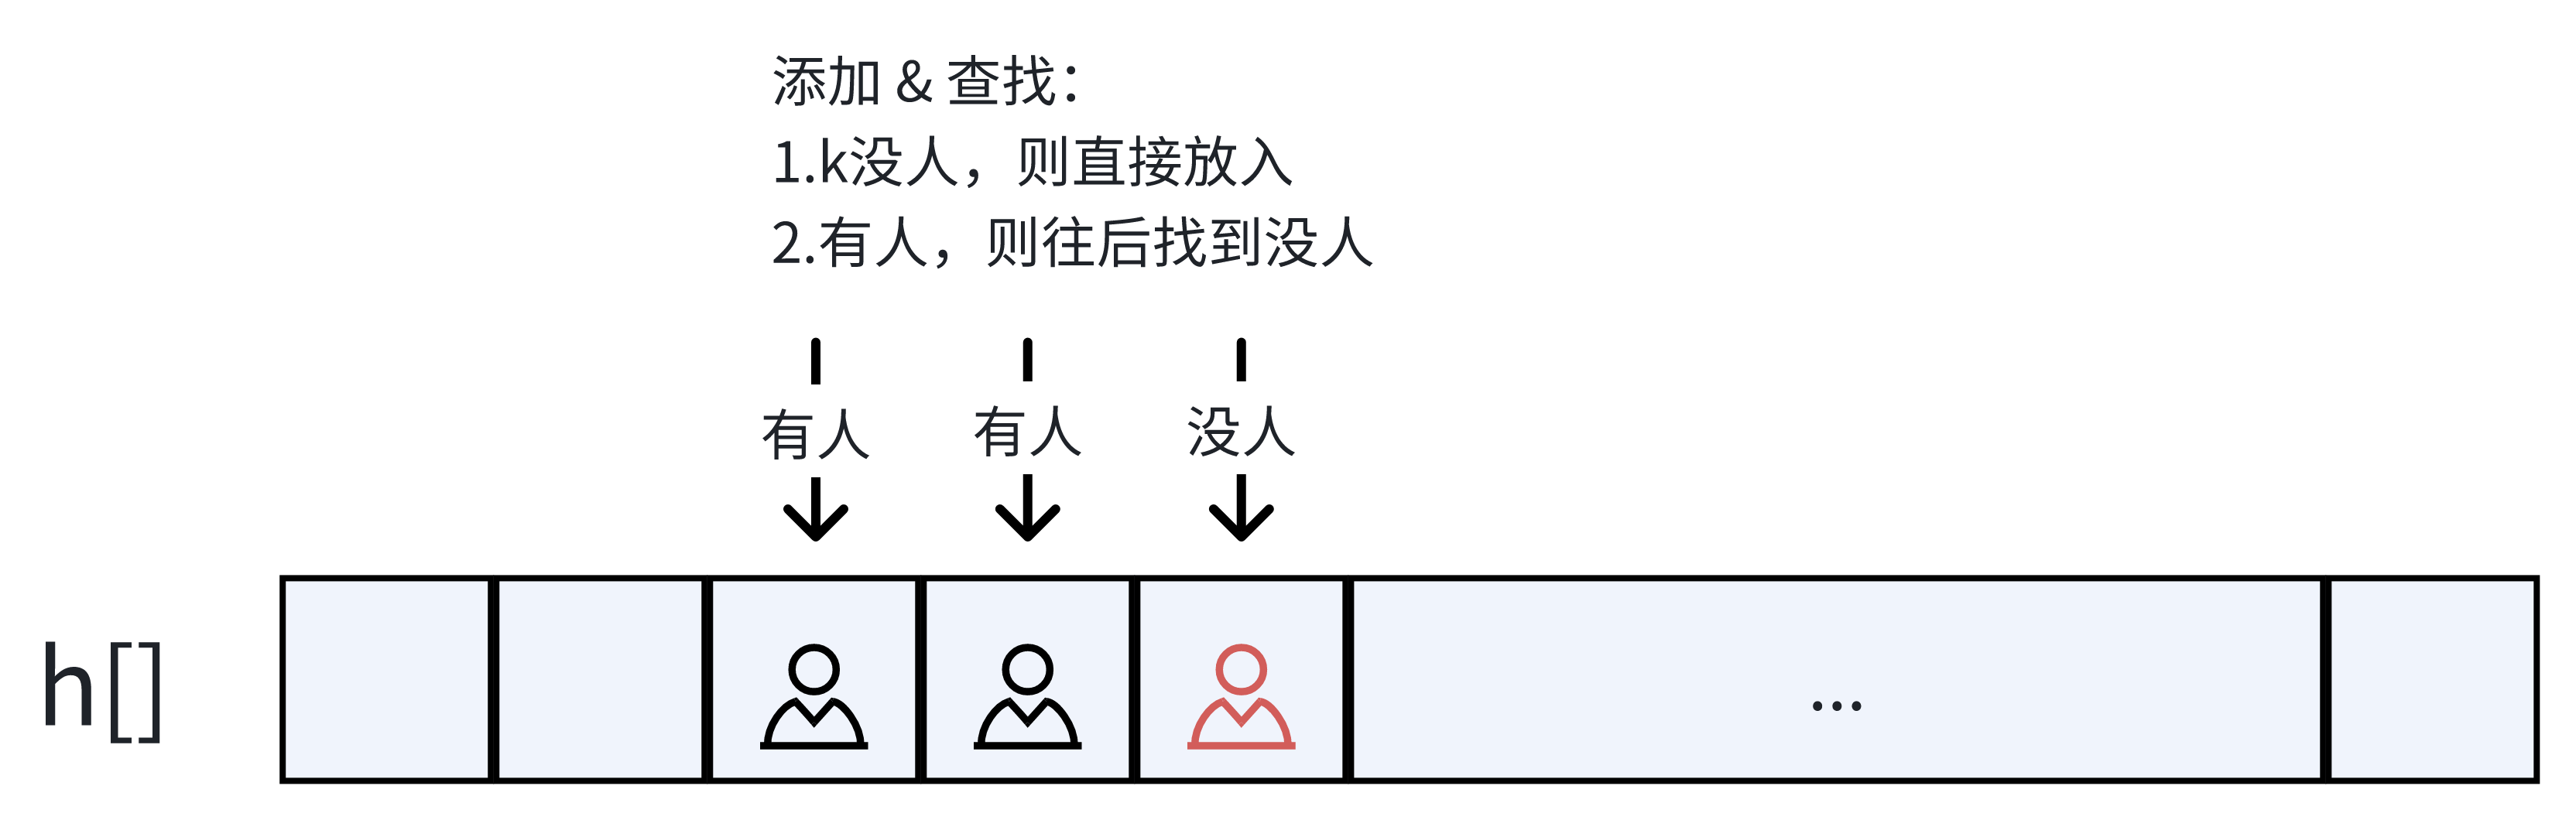 添加 & 查找：
1.k没人，则直接放入
2.有人，则往后找到没人
有人 有人 没人
h[] ...